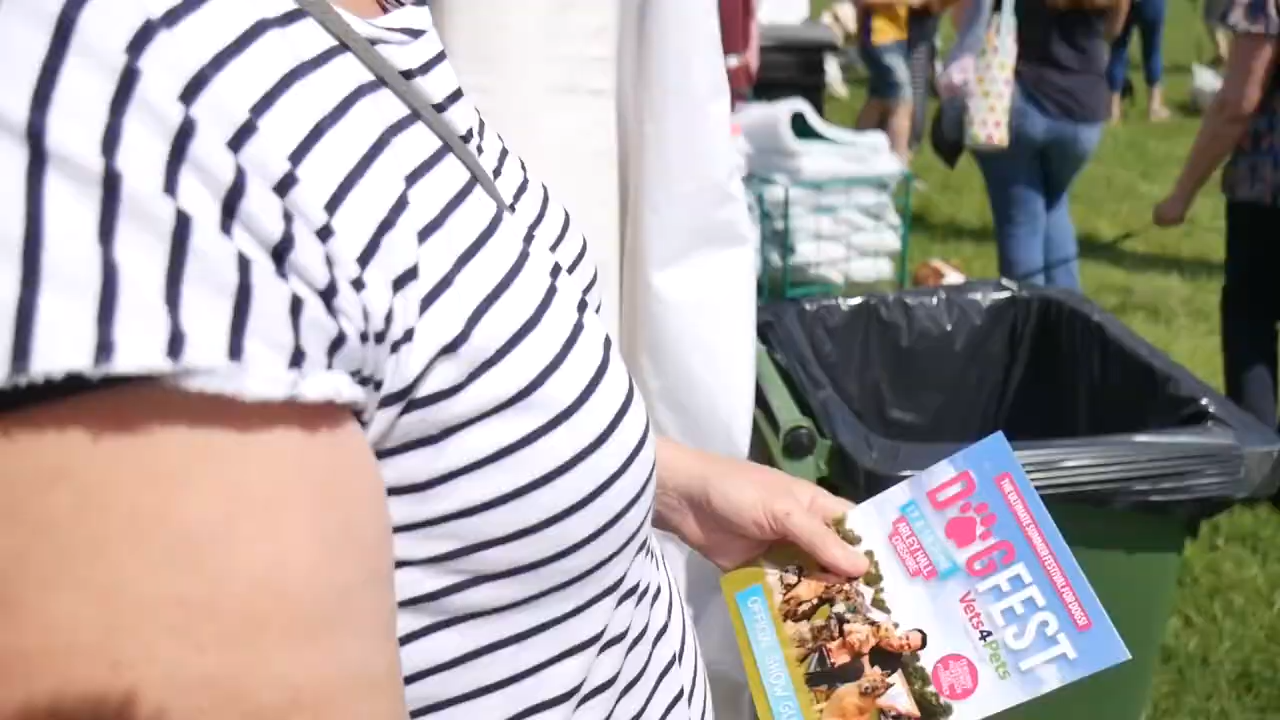 THE ULTIMATE SUMMER FESTIVAL FOR DOGS!
DOGFEST
ARLEY HALL
CHESHIRE
Vets4Pets
OFFICIAL SHOW GU